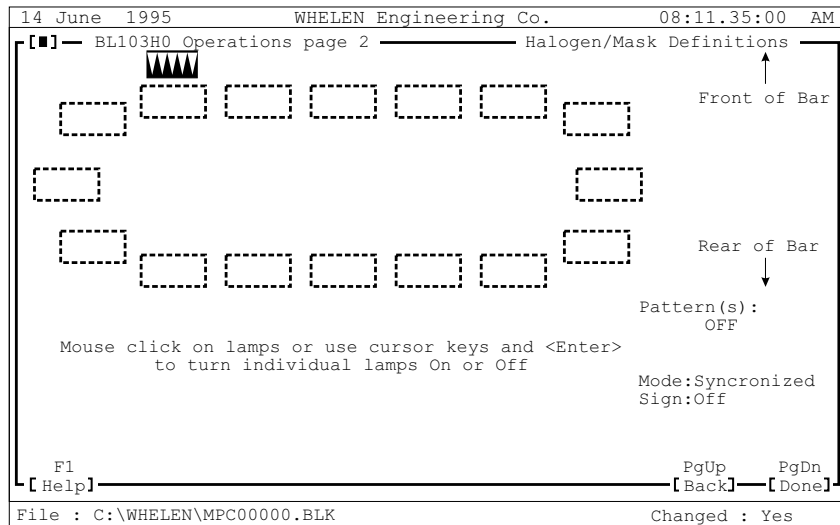 14 June 1995 WHELEN Engineering Co. 08:11.35:00 AM
[■] BL103H0 Operations page 2 Halogen/Mask Definitions
Front of Bar
Rear of Bar
Pattern(s):
OFF
Mouse click on lamps or use cursor keys and <Enter>
to turn individual lamps On or Off
Mode:Syncronized
Sign:Off
F1 PgUp PgDn
[Help] [Back] [Done]
File : C:\WHELEN\MPC00000.BLK Changed : Yes